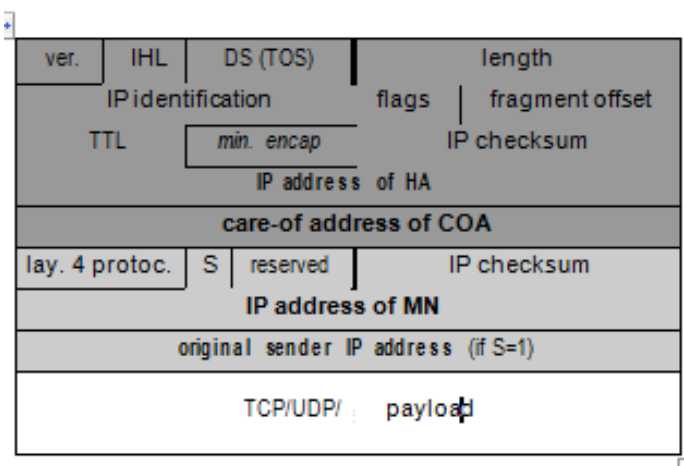 ver. IHL DS (TOS) length
IP identification flags fragment offset
TTL min. encap IP checksum
IP address of HA
care-of address of COA
lay. 4 protoc. S reserved IP checksum
IP address of MN
original sender IP address (if S=1)
TCP/UDP/ payload